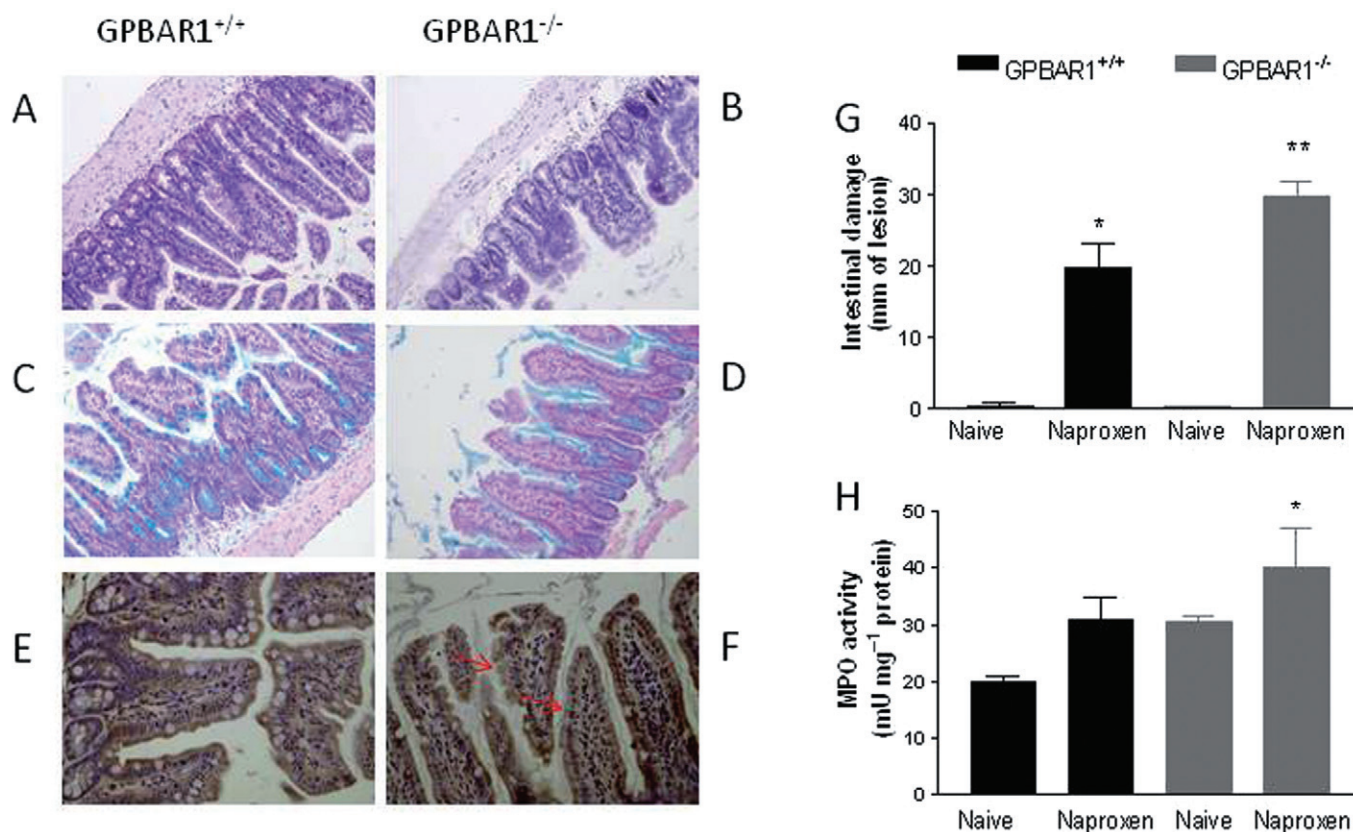 GPBAR1+/+ GPBAR1-/-
A
B
C
D
E
F
GPBAR1+/+ GPBAR1-/-
G
Intestinal damage
(mm of lesion)
40
30
20
10
0
*
**
Naive Naproxen Naive Naproxen
H
MPO activity
(mU mg−1 protein)
50
40
30
20
10
0
*
Naive Naproxen Naive Naproxen